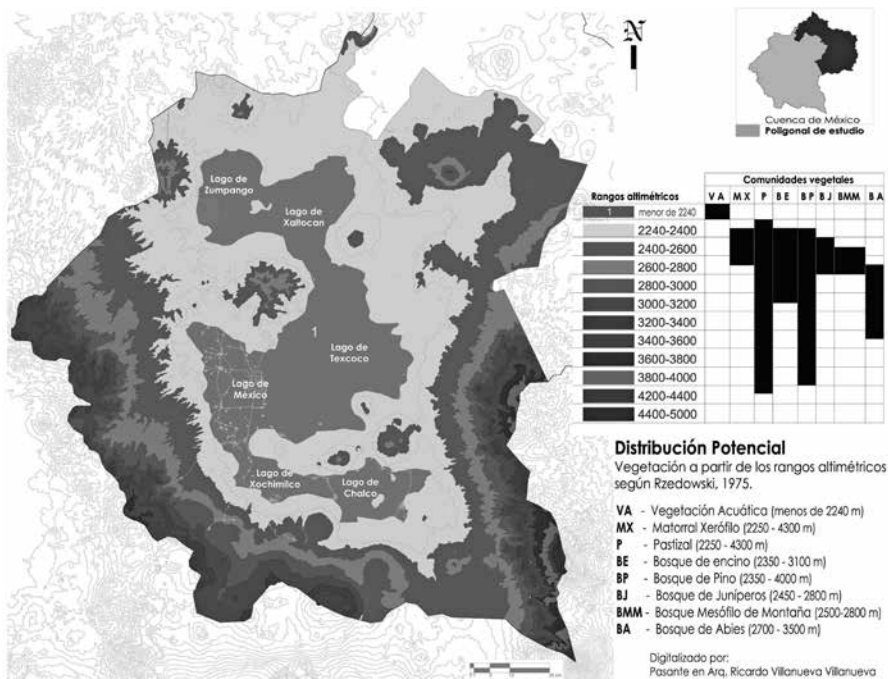 N
Cuenca de México
Poligonal de estudio
Lago de
Zumpango
Lago de
Xaltocan
1
Lago de
Texcoco
Lago de
México
Lago de
Xochimilco
Lago de
Chalco
Comunidades vegetales
Rangos altimétricos
V A M X P B E B P B J BMM B A
1 menor de 2240
2240-2400
2400-2600
2600-2800
2800-3000
3000-3200
3200-3400
3400-3600
3600-3800
3800-4000
4200-4400
4400-5000
Distribución Potencial
Vegetación a partir de los rangos altimétricos
según Rzedowski, 1975.
VA - Vegetación Acuática (menos de 2240 m)
MX - Matorral Xerófilo (2250 - 4300 m)
P - Pastizal (2250 - 4300 m)
BE - Bosque de encino (2350 - 3100 m)
BP - Bosque de Pino (2350 - 4000 m)
BJ - Bosque de Juníperos (2450 - 2800 m)
BMM - Bosque Mesófilo de Montaña (2500-2800 m)
BA - Bosque de Abies (2700 - 3500 m)
Digitalizado por:
Pasante en Arq. Ricardo Villanueva Villanueva